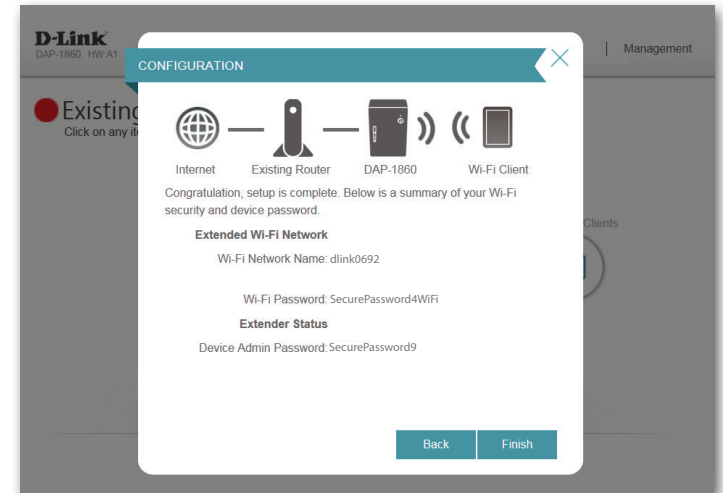 D-Link
DAP-1860 HW:A1
Management
CONFIGURATION
Existing
Click on any
Internet
Existing Router
DAP-1860
Wi-Fi Client
Congratulation, setup is complete. Below is a summary of your Wi-Fi
security and device password.
Clients
Extended Wi-Fi Network
Wi-Fi Network Name: dlink0692
Wi-Fi Password: SecurePassword4WiFi
Extender Status
Device Admin Password: SecurePassword9
Back
Finish